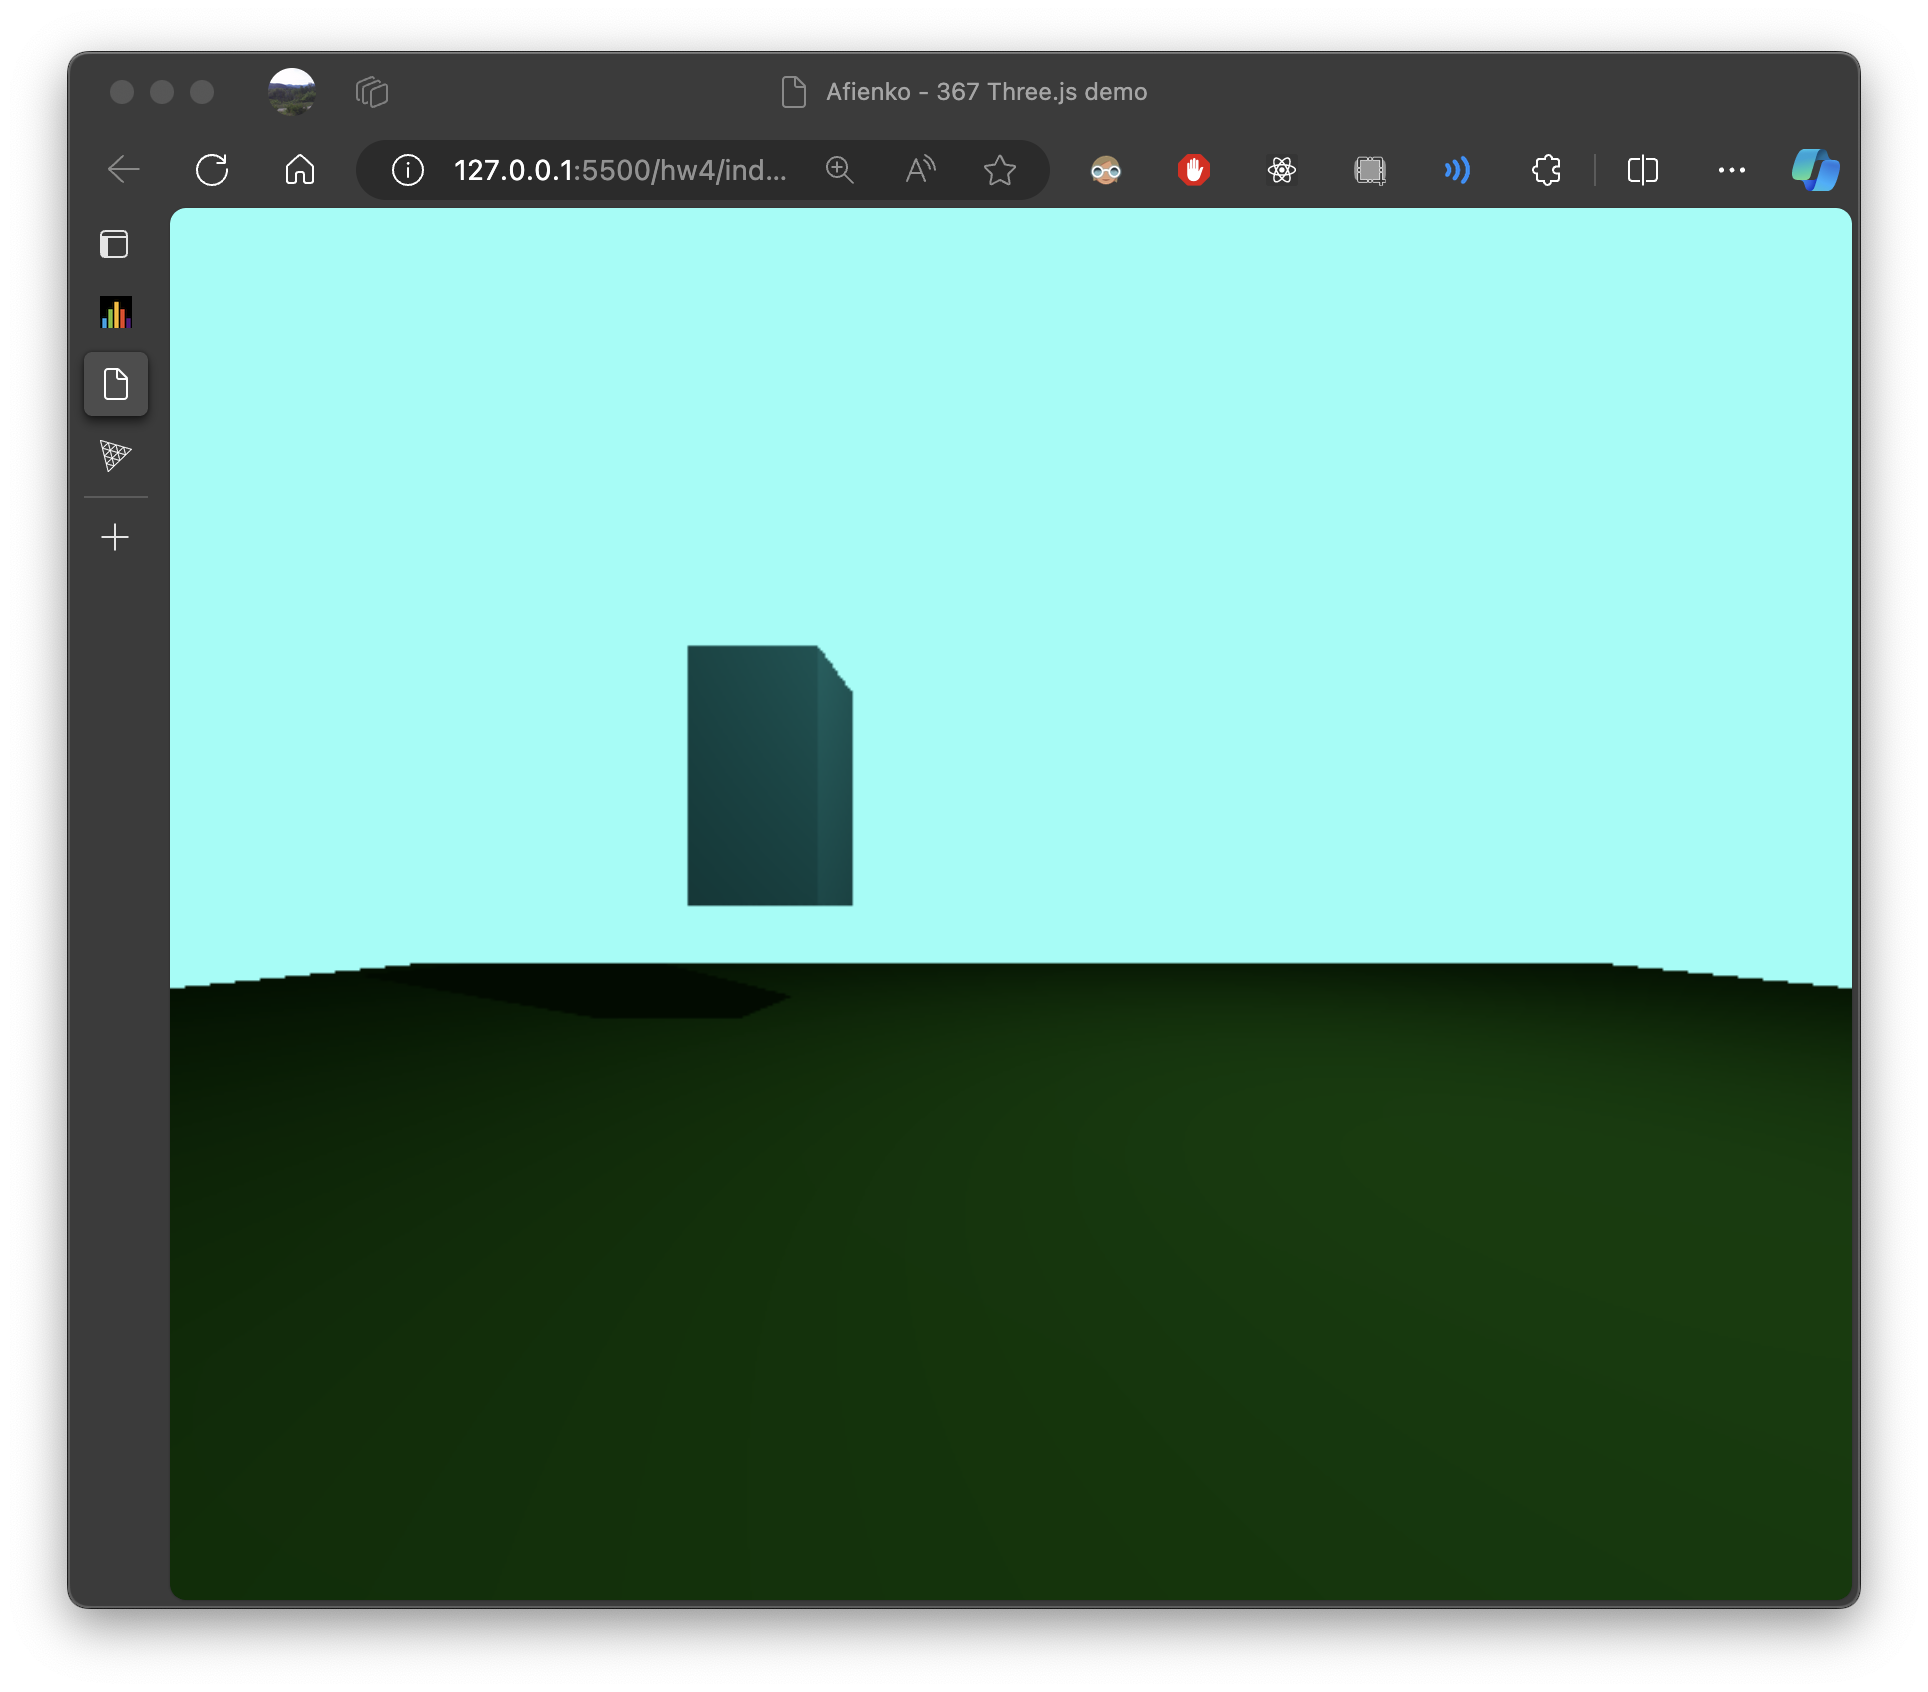 Afienko - 367 Three.js demo
127.0.0.1:5500/hw4/ind...